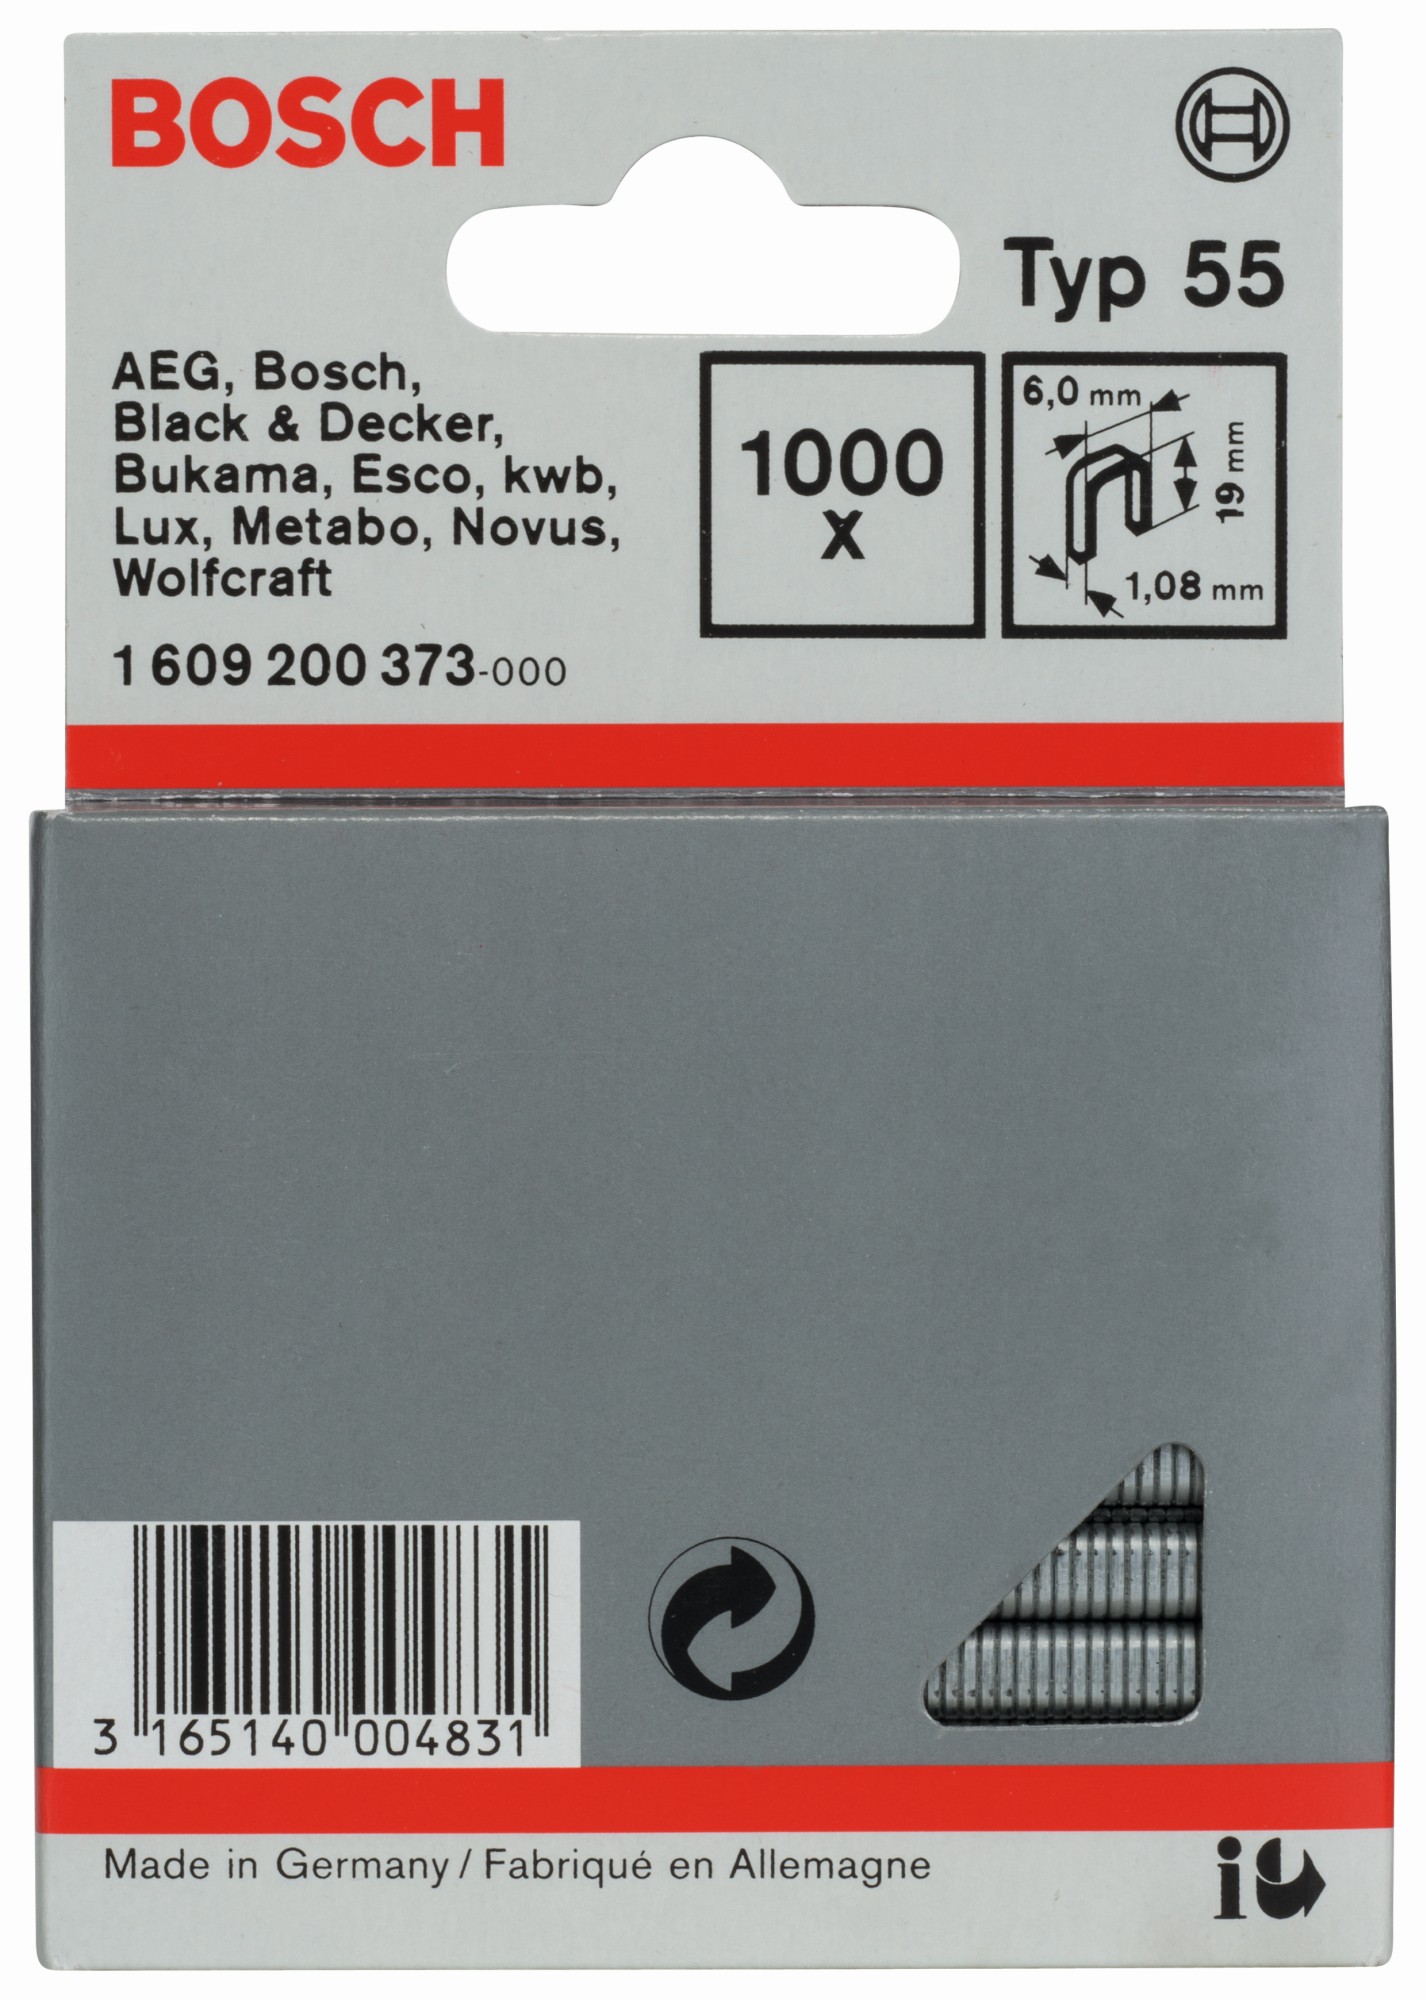 BOSCH
Typ 55
AEG, Bosch,
Black & Decker,
Bukama, Esco, kwb,
Lux, Metabo, Novus,
Wolfcraft
1 609 200 373-000
1000
x
6,0 mm
19 mm
1,08 mm
3 165140 004831
Made in Germany / Fabriqué en Allemagne